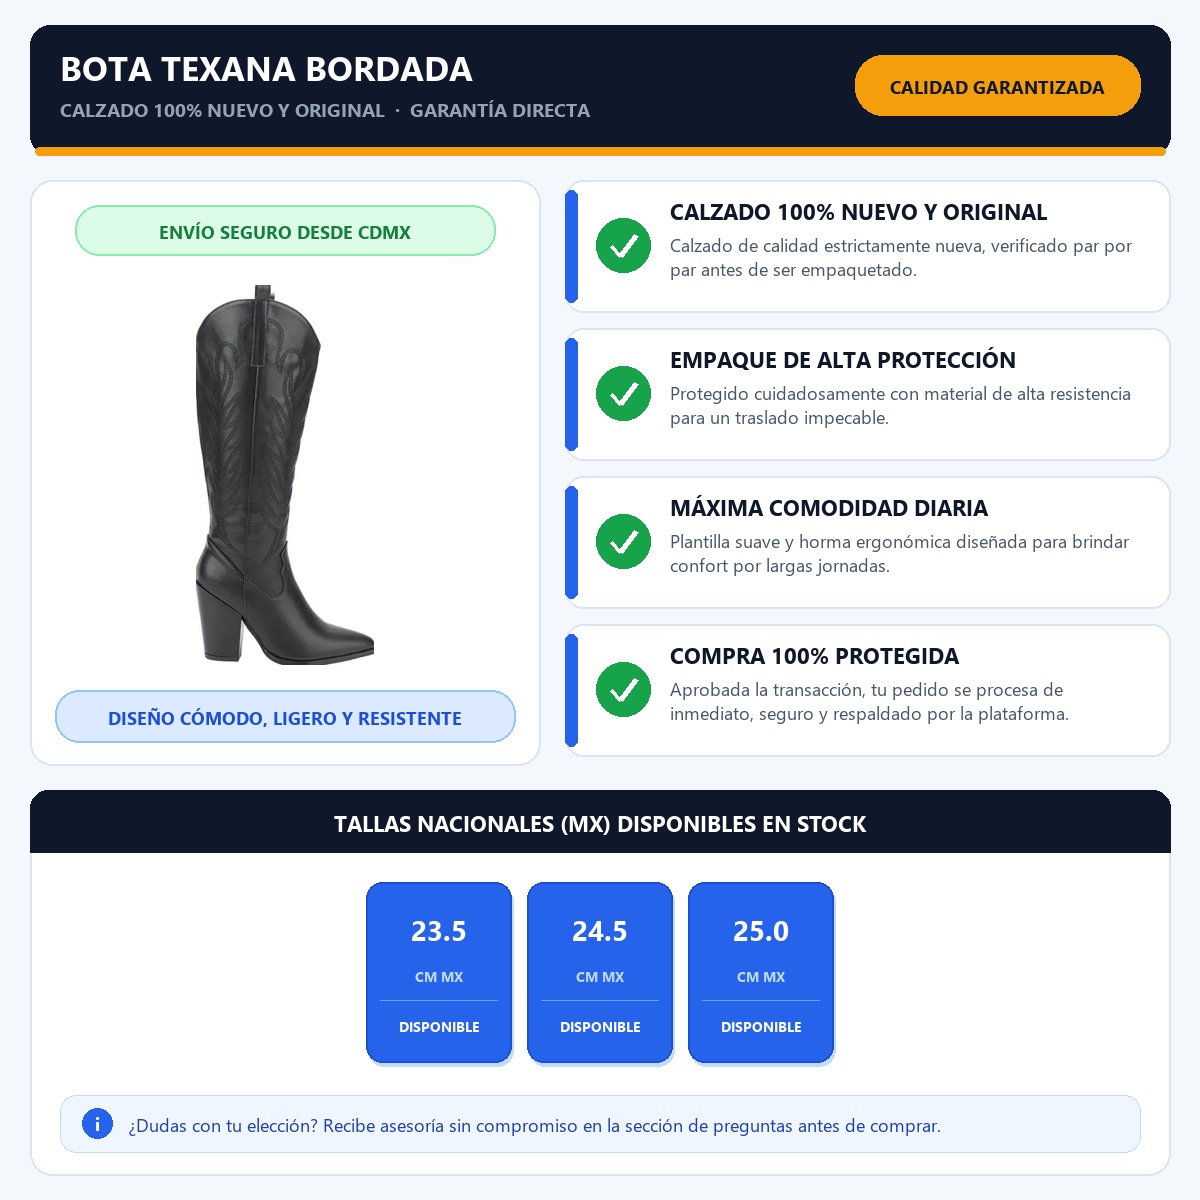 BOTA TEXANA BORDADA
CALZADO 100% NUEVO Y ORIGINAL · GARANTÍA DIRECTA
CALIDAD GARANTIZADA
ENVÍO SEGURO DESDE CDMX
DISEÑO CÓMODO, LIGERO Y RESISTENTE
CALZADO 100% NUEVO Y ORIGINAL
Calzado de calidad estrictamente nueva, verificado par por
par antes de ser empaquetado.
EMPAQUE DE ALTA PROTECCIÓN
Protegido cuidadosamente con material de alta resistencia
para un traslado impecable.
MÁXIMA COMODIDAD DIARIA
Plantilla suave y horma ergonómica diseñada para brindar
confort por largas jornadas.
COMPRA 100% PROTEGIDA
Aprobada la transacción, tu pedido se procesa de
inmediato, seguro y respaldado por la plataforma.
TALLAS NACIONALES (MX) DISPONIBLES EN STOCK
23.5
CM MX
DISPONIBLE
24.5
CM MX
DISPONIBLE
25.0
CM MX
DISPONIBLE
¿Dudas con tu elección? Recibe asesoría sin compromiso en la sección de preguntas antes de comprar.